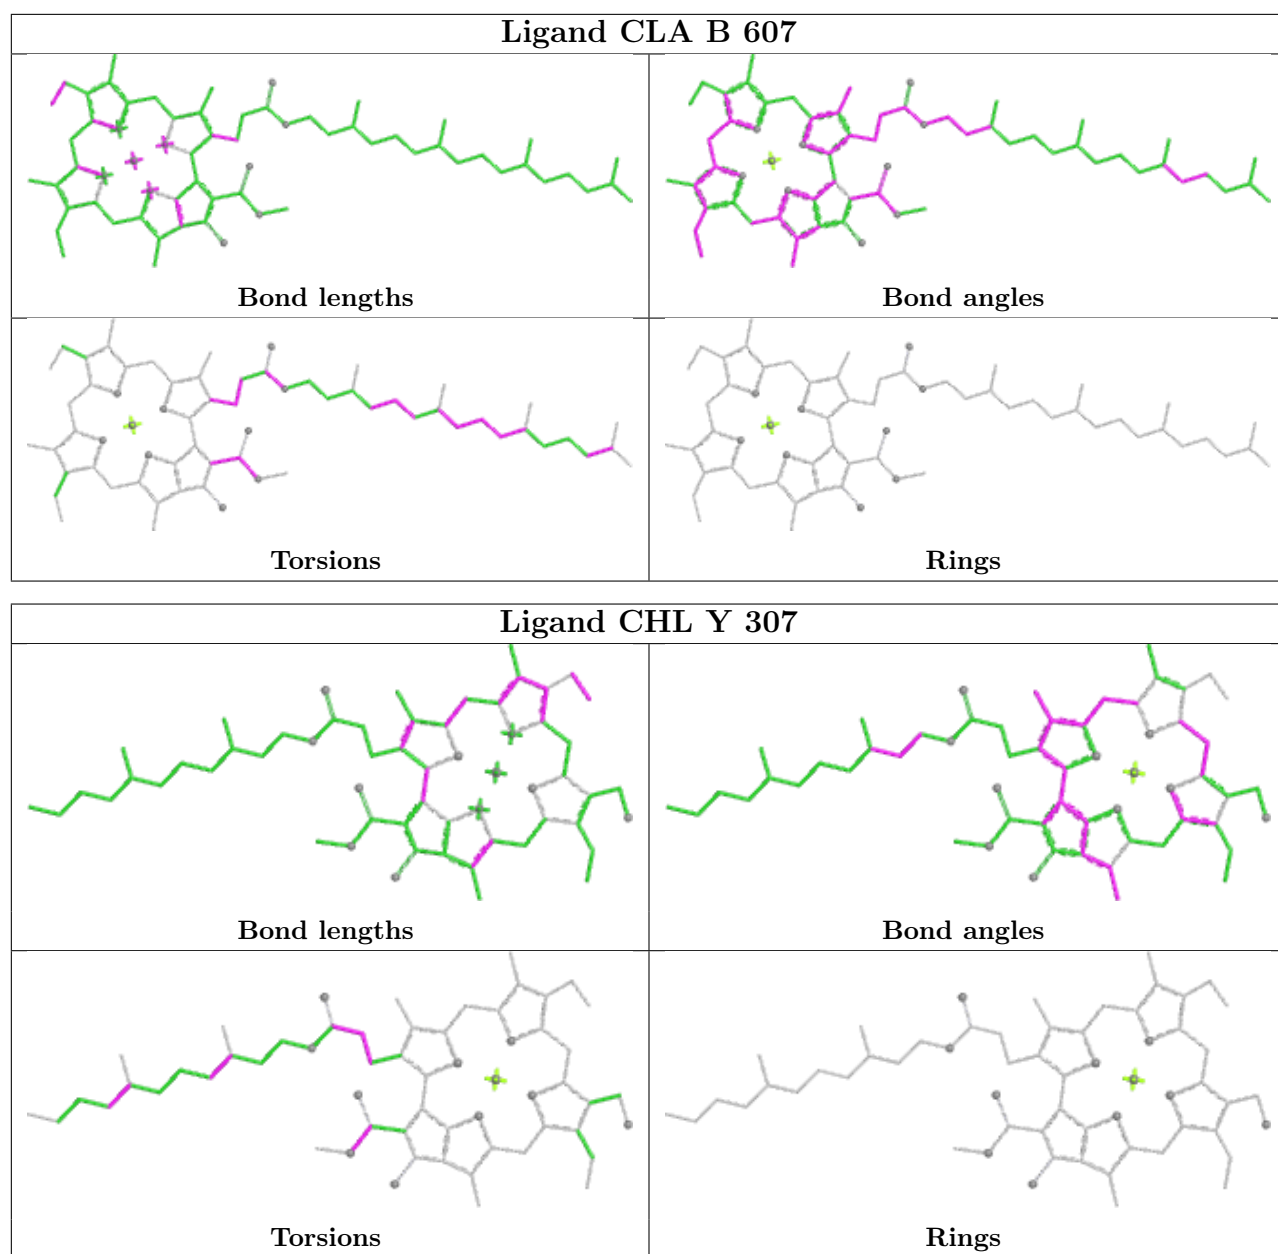 Ligand CLA B 607
Bond lengths
Bond angles
Torsions
Rings
Ligand CHL Y 307
Bond lengths
Bond angles
Torsions
Rings